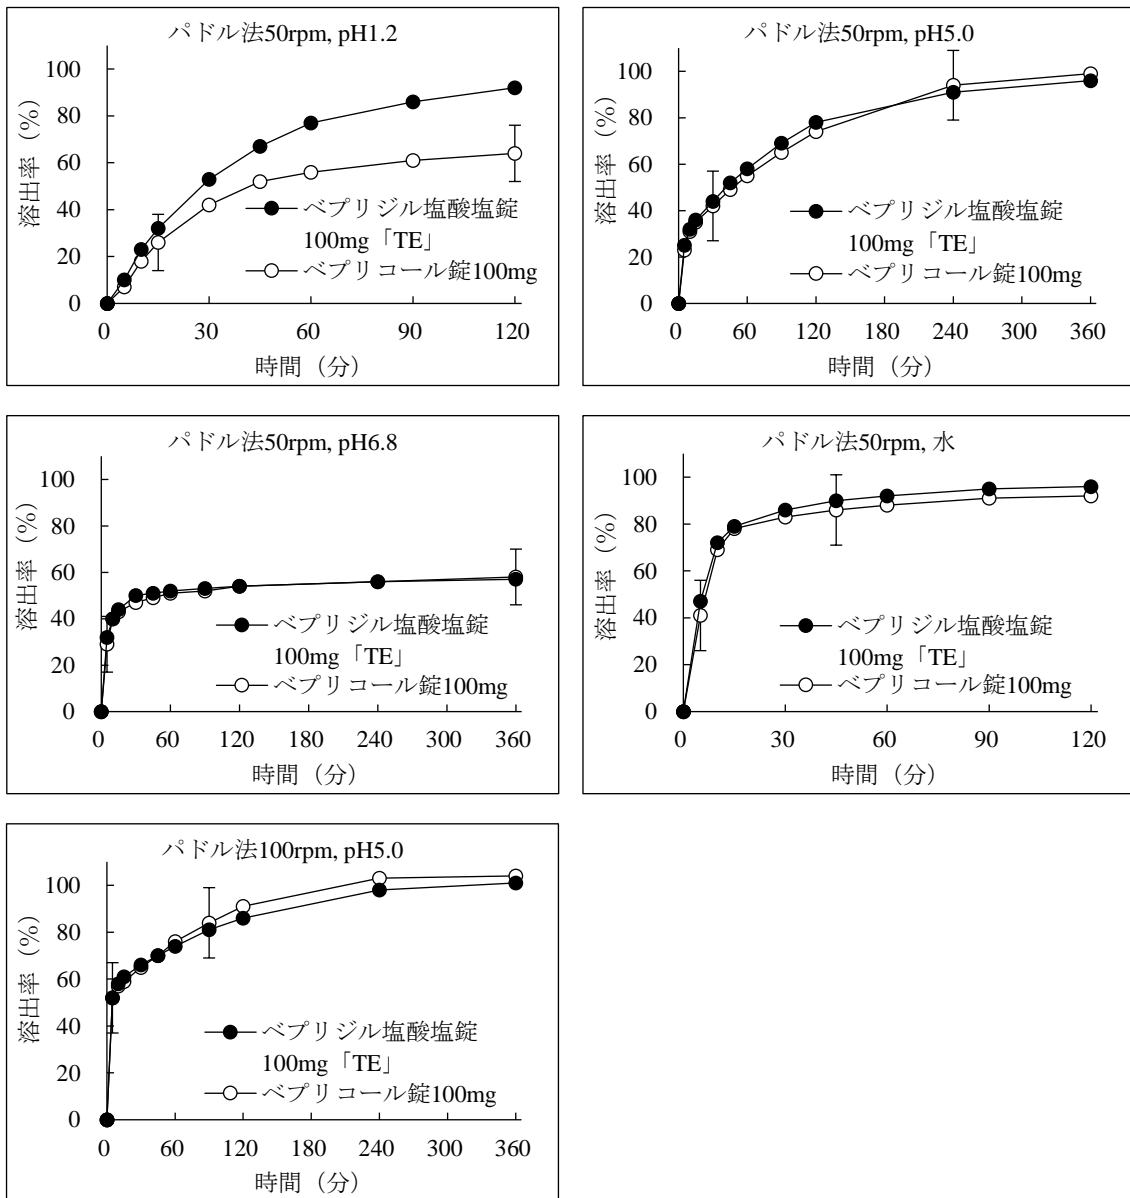 パドル法50rpm, pH1.2
溶出率（%）
100
80
60
40
20
0
ベプリジル塩酸塩錠
100mg「TE」
ベプリコール錠100mg
0 30 60 90 120
時間（分）
パドル法50rpm, pH5.0
溶出率（%）
100
80
60
40
20
0
ベプリジル塩酸塩錠
100mg「TE」
ベプリコール錠100mg
0 60 120 180 240 300 360
時間（分）
パドル法50rpm, pH6.8
溶出率（%）
100
80
60
40
20
0
ベプリジル塩酸塩錠
100mg「TE」
ベプリコール錠100mg
0 60 120 180 240 300 360
時間（分）
パドル法50rpm, 水
溶出率（%）
100
80
60
40
20
0
ベプリジル塩酸塩錠
100mg「TE」
ベプリコール錠100mg
0 30 60 90 120
時間（分）
パドル法100rpm, pH5.0
溶出率（%）
100
80
60
40
20
0
ベプリジル塩酸塩錠
100mg「TE」
ベプリコール錠100mg
0 60 120 180 240 300 360
時間（分）